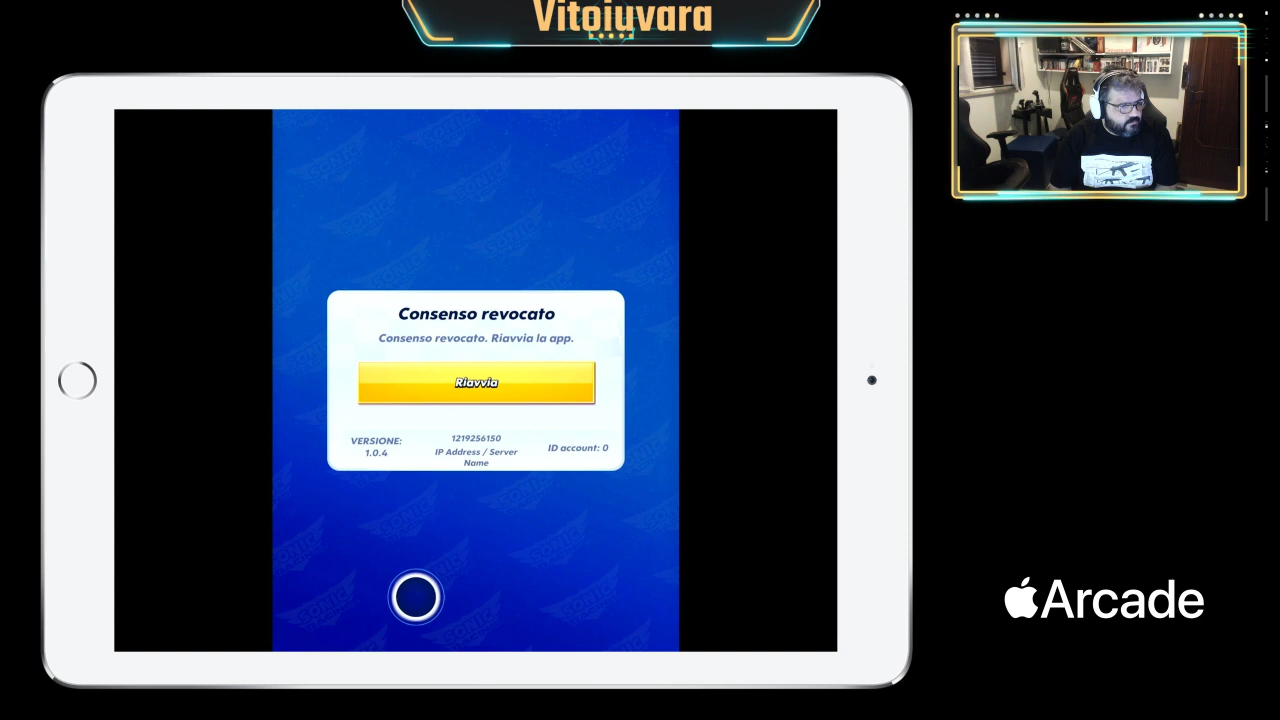 Vitoiuvara
Consenso revocato
Consenso revocato. Riavvia la app.
Riavvia
VERSIONE:
1.0.4
1219256150
IP Address / Server
Name
ID account: 0
Arcade